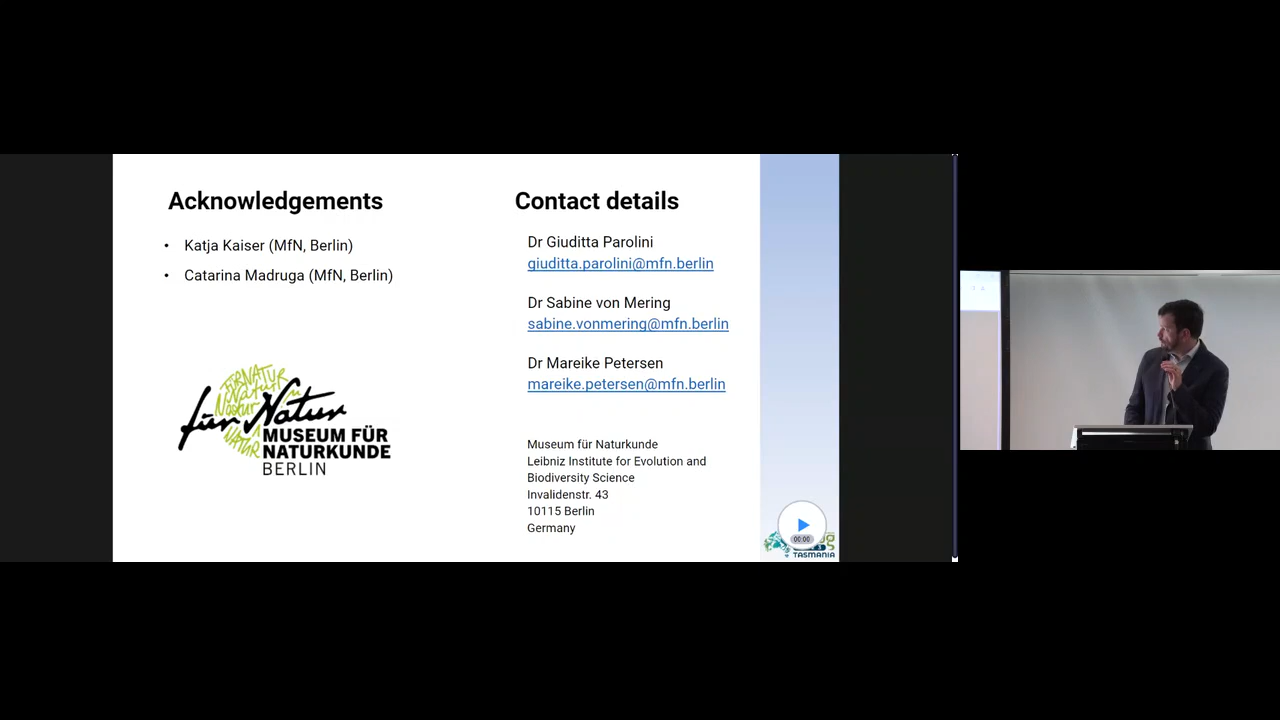 Acknowledgements
• Katja Kaiser (MfN, Berlin)
• Catarina Madruga (MfN, Berlin)
für Natur
MUSEUM FÜR
NATURKUNDE
BERLIN
Contact details
Dr Giuditta Parolini
giuditta.parolini@mfn.berlin
Dr Sabine von Mering
sabine.vonmering@mfn.berlin
Dr Mareike Petersen
mareike.petersen@mfn.berlin
Museum für Naturkunde
Leibniz Institute for Evolution and
Biodiversity Science
Invalidenstr. 43
10115 Berlin
Germany
00:00
TASMANIA